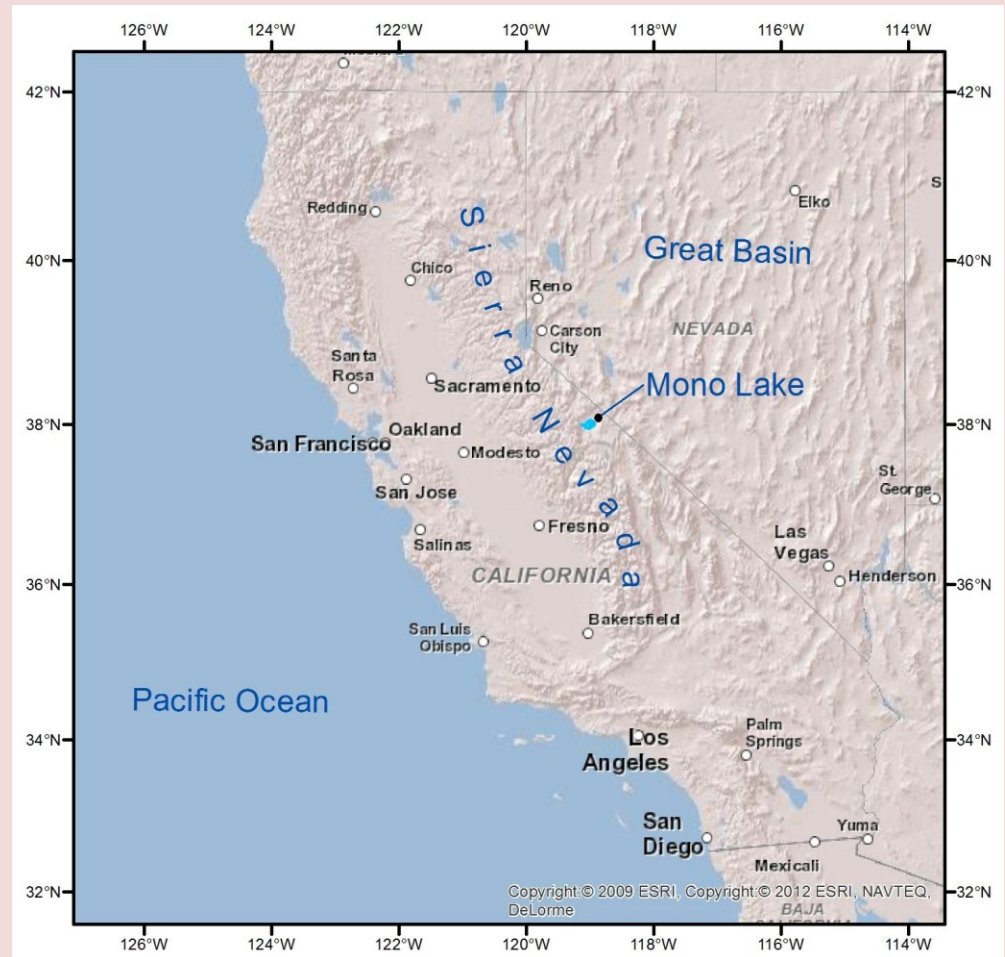 126°W 124°W 122°W 120°W 118°W 116°W 114°W
42°N 42°N
Redding
Elko
S
Sierra Nevada
Great Basin
40°N 40°N
Chico
Reno
NEVADA
Carson
City
Santa
Rosa
Sacramento
Mono Lake
38°N 38°N
Oakland
San Francisco
Modesto
St.
George
San Jose
Fresno
Salinas
Las
Vegas
Henderson
36°N 36°N
CALIFORNIA
Bakersfield
San Luis
Obispo
Pacific Ocean
Palm
Springs
34°N 34°N
Los
Angeles
San
Diego
Yuma
Mexicali
32°N 32°N
Copyright:© 2009 ESRI, Copyright:© 2012 ESRI, NAVTEQ,
DeLorme
BAJA
126°W 124°W 122°W 120°W 118°W 116°W 114°W